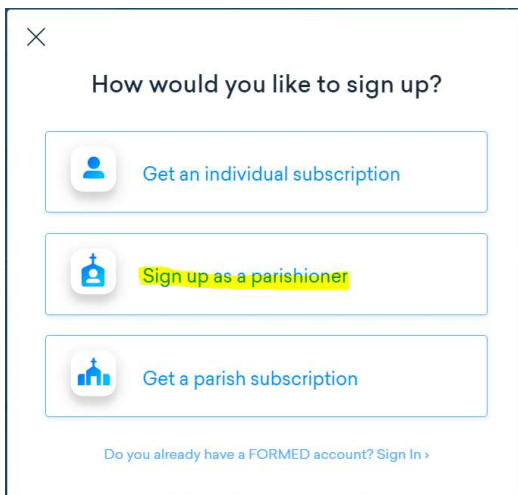 How would you like to sign up?
Get an individual subscription
Sign up as a parishioner
Get a parish subscription
Do you already have a FORMED account? Sign In ›